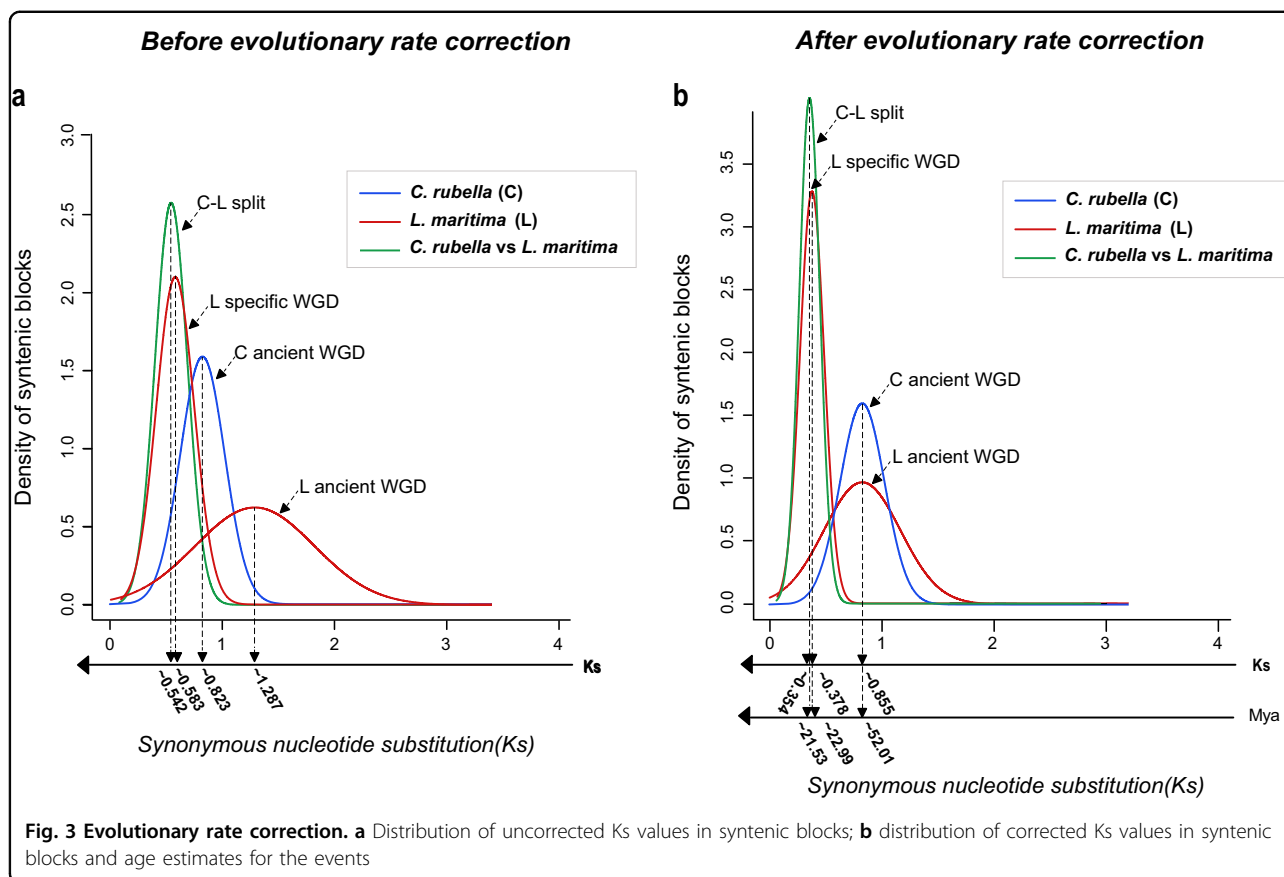 Before evolutionary rate correction
After evolutionary rate correction
a
Density of syntenic blocks
3.0
2.5
2.0
1.5
1.0
0.5
0.0
C-L split
L specific WGD
C ancient WGD
L ancient WGD
C. rubella (C)
L. maritima (L)
C. rubella vs L. maritima
0 1 2 3 4
Ks
~0.542
~0.583
~0.823
~1.287
Synonymous nucleotide substitution(Ks)
b
Density of syntenic blocks
3.5
3.0
2.5
2.0
1.5
1.0
0.5
0.0
C-L split
L specific WGD
C ancient WGD
L ancient WGD
C. rubella (C)
L. maritima (L)
C. rubella vs L. maritima
0 1 2 3 4
Ks
~0.354
~0.378
~0.855
Mya
~21.53
~22.99
~52.01
Synonymous nucleotide substitution(Ks)
Fig. 3 Evolutionary rate correction. a Distribution of uncorrected Ks values in syntenic blocks; b distribution of corrected Ks values in syntenic
blocks and age estimates for the events